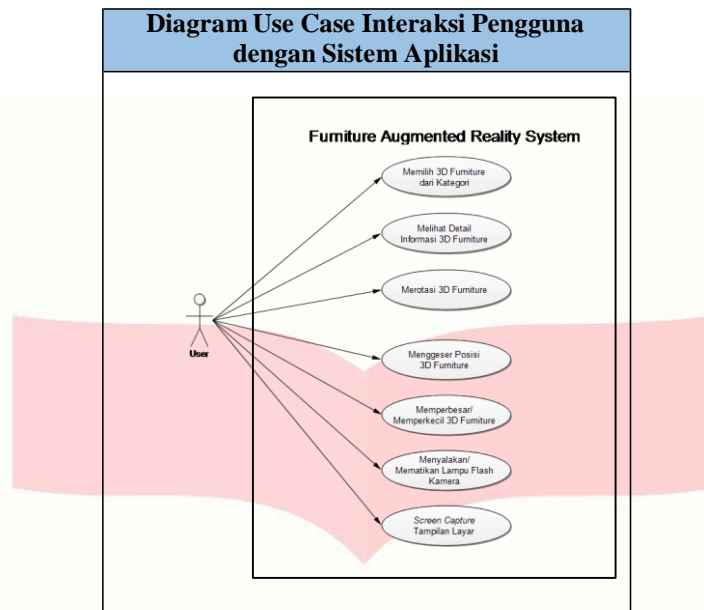 Diagram Use Case Interaksi Pengguna
dengan Sistem Aplikasi
Furniture Augmented Reality System
Memilih 3D Furniture
dari Kategori
Melihat Detail
Informasi 3D Furniture
Merotasi 3D Furniture
User
Menggeser Posisi
3D Furniture
Memperbesar/
Memperkecil 3D Furniture
Menyalakan/
Mematikan Lampu Flash
Kamera
Screen Capture
Tampilan Layar